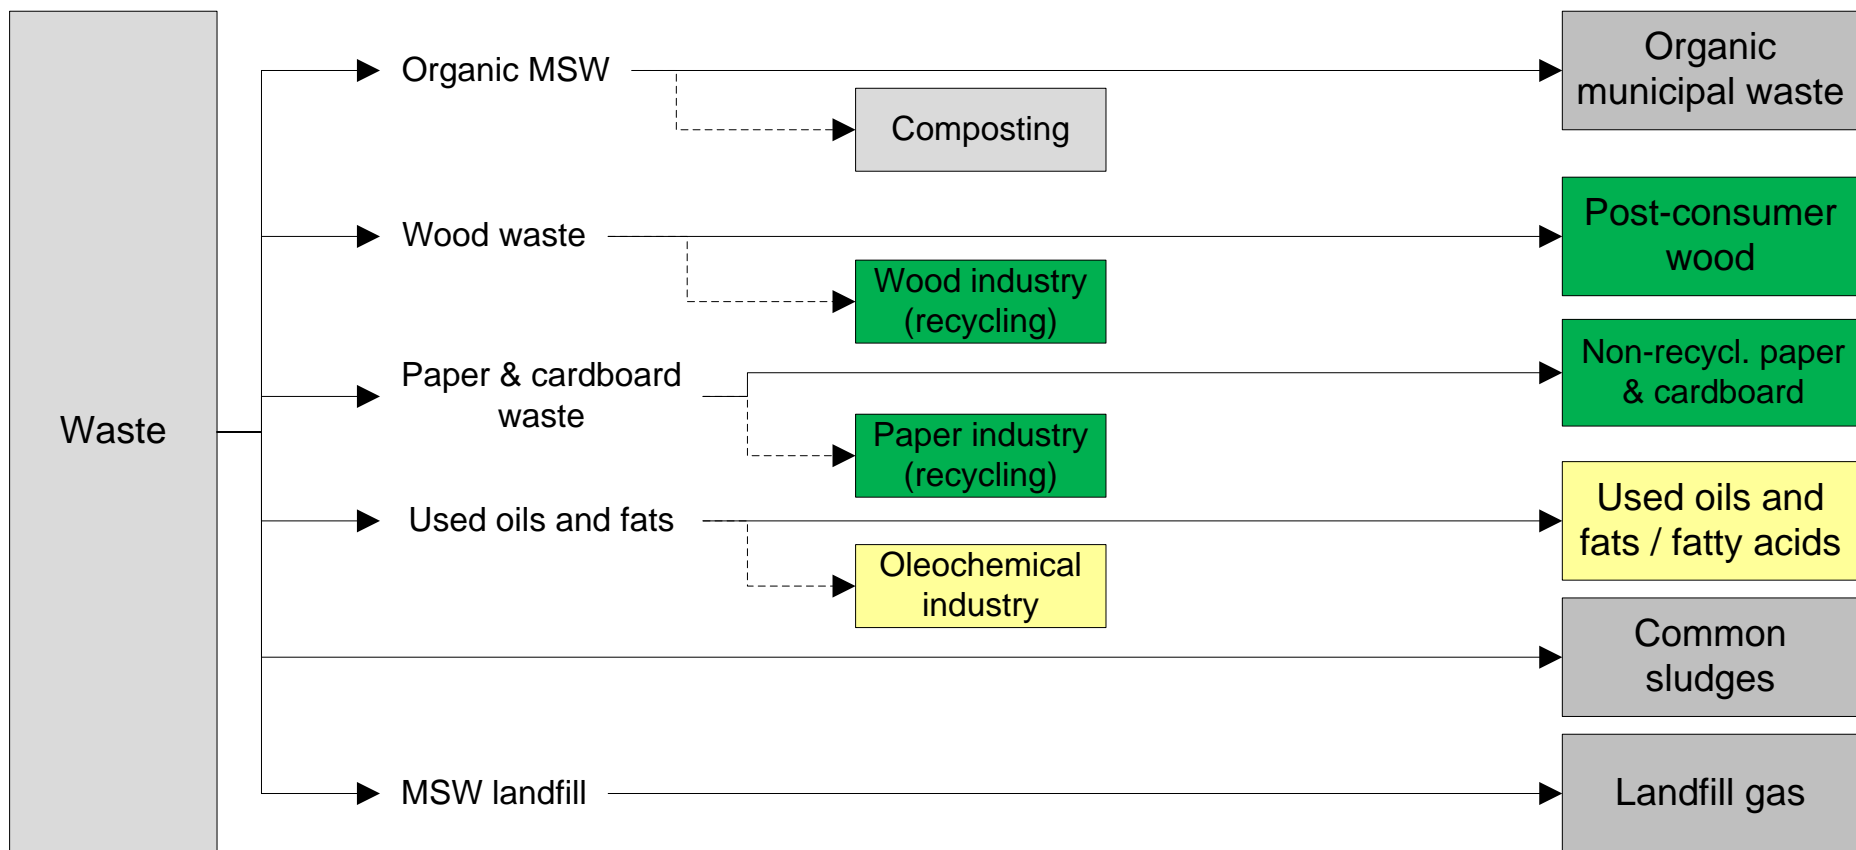 Waste
Organic MSW
Composting
Organic
municipal waste
Wood waste
Wood industry
(recycling)
Post-consumer
wood
Paper & cardboard
waste
Paper industry
(recycling)
Non-recycl. paper
& cardboard
Used oils and fats
Oleochemical
industry
Used oils and
fats / fatty acids
Common
sludges
MSW landfill
Landfill gas